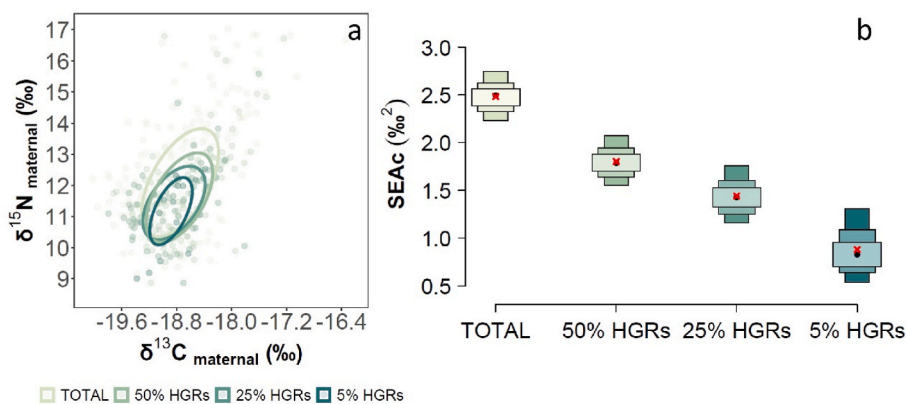 a
17
16
15
14
13
12
11
10
9
δ¹⁵N maternal (‰)
-19.6 -18.8 -18.0 -17.2 -16.4
δ¹³C maternal (‰)
TOTAL 50% HGRs 25% HGRs 5% HGRs
b
3.0
2.5
2.0
1.5
1.0
0.5
SEAc (‰²)
TOTAL 50% HGRs 25% HGRs 5% HGRs